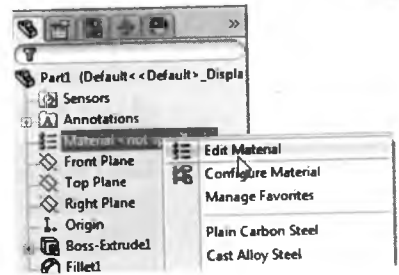 »
Part1 (Default<<Default>_Displa
Sensors
A Annotations
Material <not
Edit Material
Front Plane
Configure Material
Top Plane
Manage Favorites
Right Plane
Origin
Plain Carbon Steel
Boss-Extrude1
Cast Alloy Steel
Fillet1